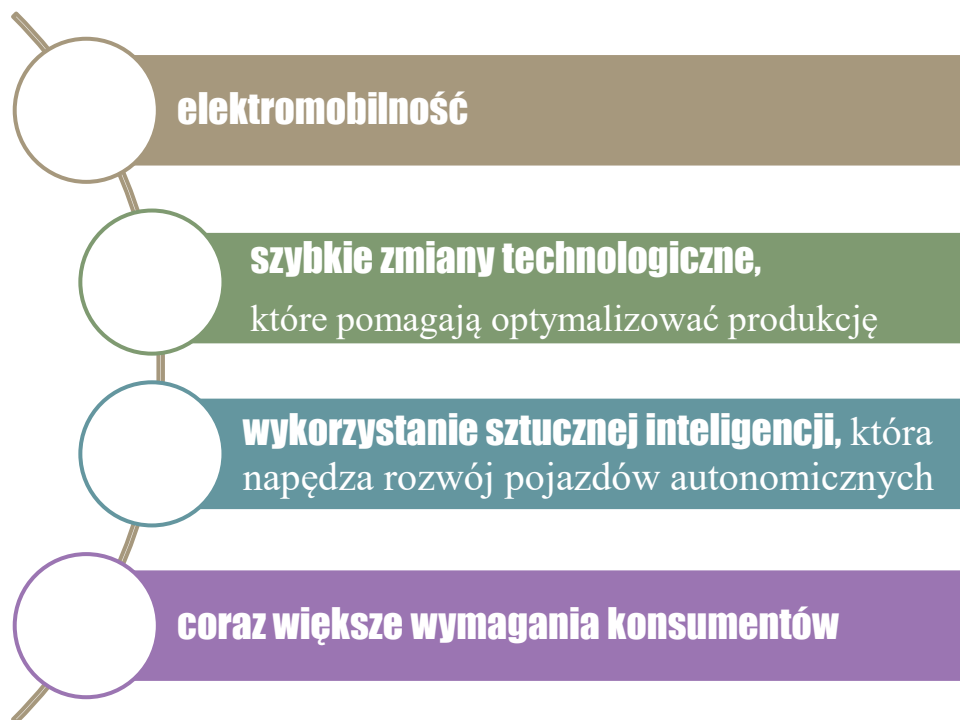 elektromobilność
szybkie zmiany technologiczne,
które pomagają optymalizować produkcję
wykorzystanie sztucznej inteligencji, która
napędza rozwój pojazdów autonomicznych
coraz większe wymagania konsumentów